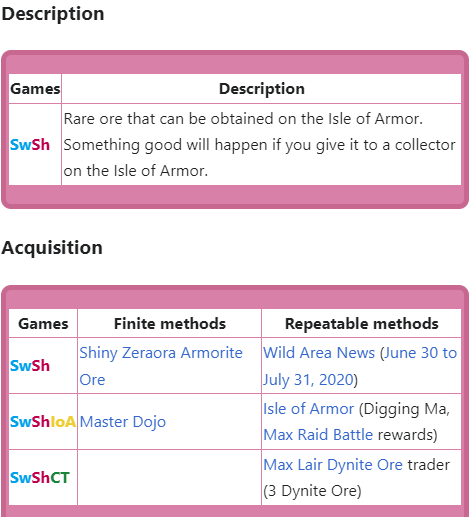 Description
Games Description
SwSh Rare ore that can be obtained on the Isle of Armor.
Something good will happen if you give it to a collector
on the Isle of Armor.
Acquisition
Games Finite methods Repeatable methods
SwSh Shiny Zeraora Armorite Wild Area News (June 30 to
Ore July 31, 2020)
SwShIoA Master Dojo Isle of Armor (Digging Ma,
Max Raid Battle rewards)
SwShCT Max Lair Dynite Ore trader
(3 Dynite Ore)